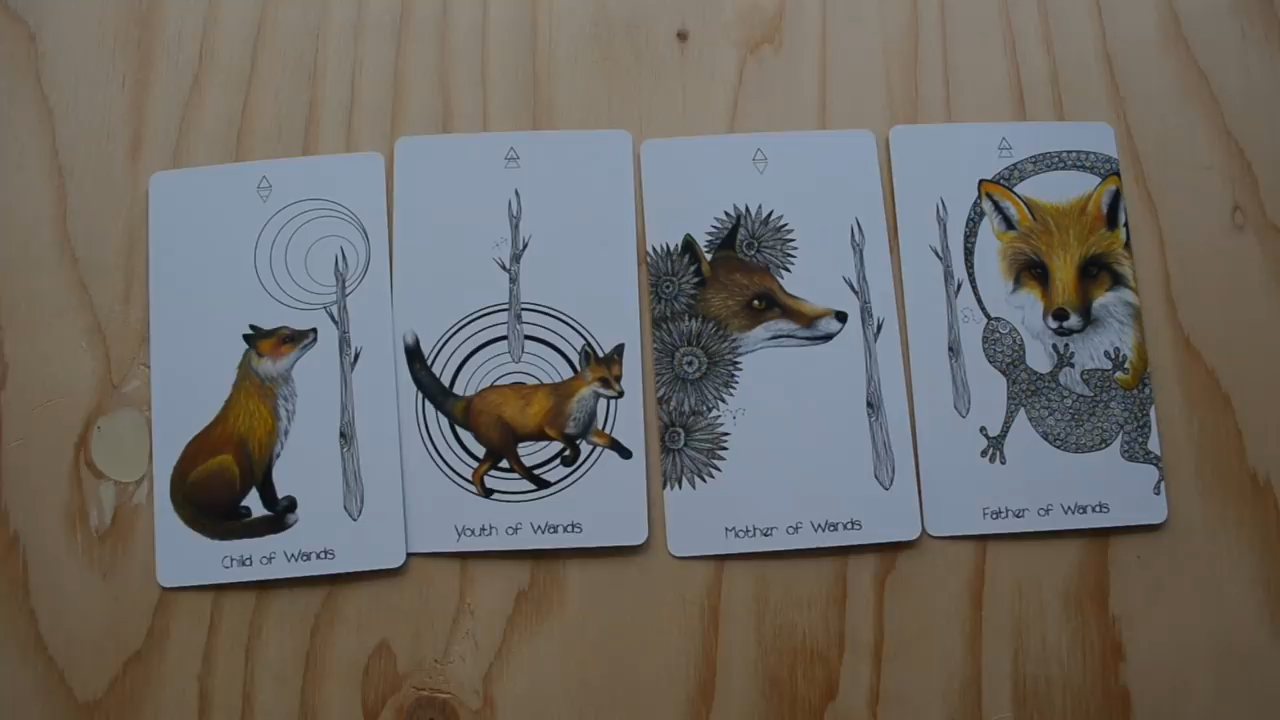 Child of Wands
Youth of Wands
Mother of Wands
Father of Wands